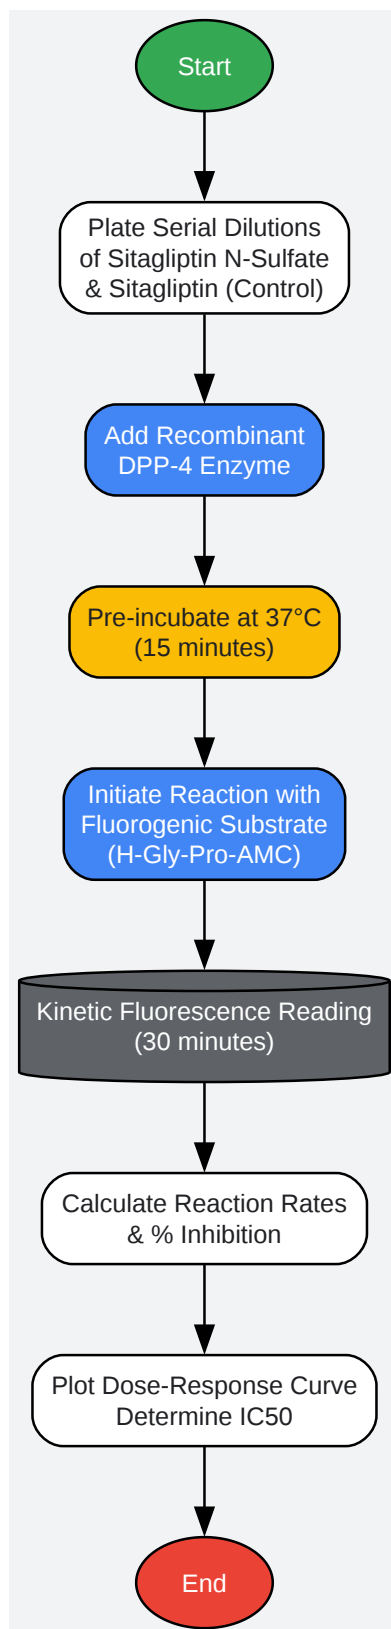 Start
Plate Serial Dilutions
of Sitagliptin N-Sulfate
& Sitagliptin (Control)
Add Recombinant
DPP-4 Enzyme
Pre-incubate at 37°C
(15 minutes)
Initiate Reaction with
Fluorogenic Substrate
(H-Gly-Pro-AMC)
Kinetic Fluorescence Reading
(30 minutes)
Calculate Reaction Rates
& % Inhibition
Plot Dose-Response Curve
Determine IC50
End